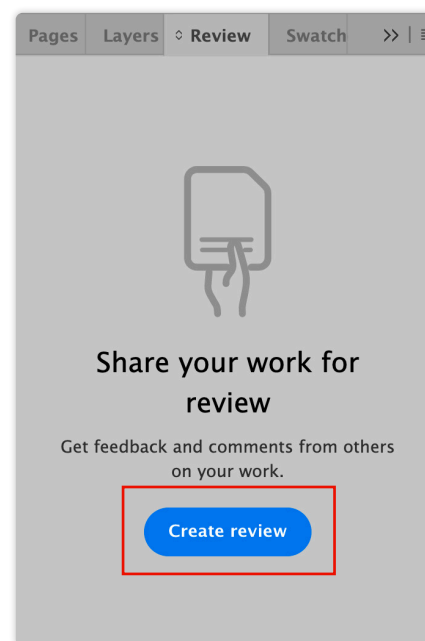 Pages Layers Review Swatch
Share your work for
review
Get feedback and comments from others
on your work.
Create review